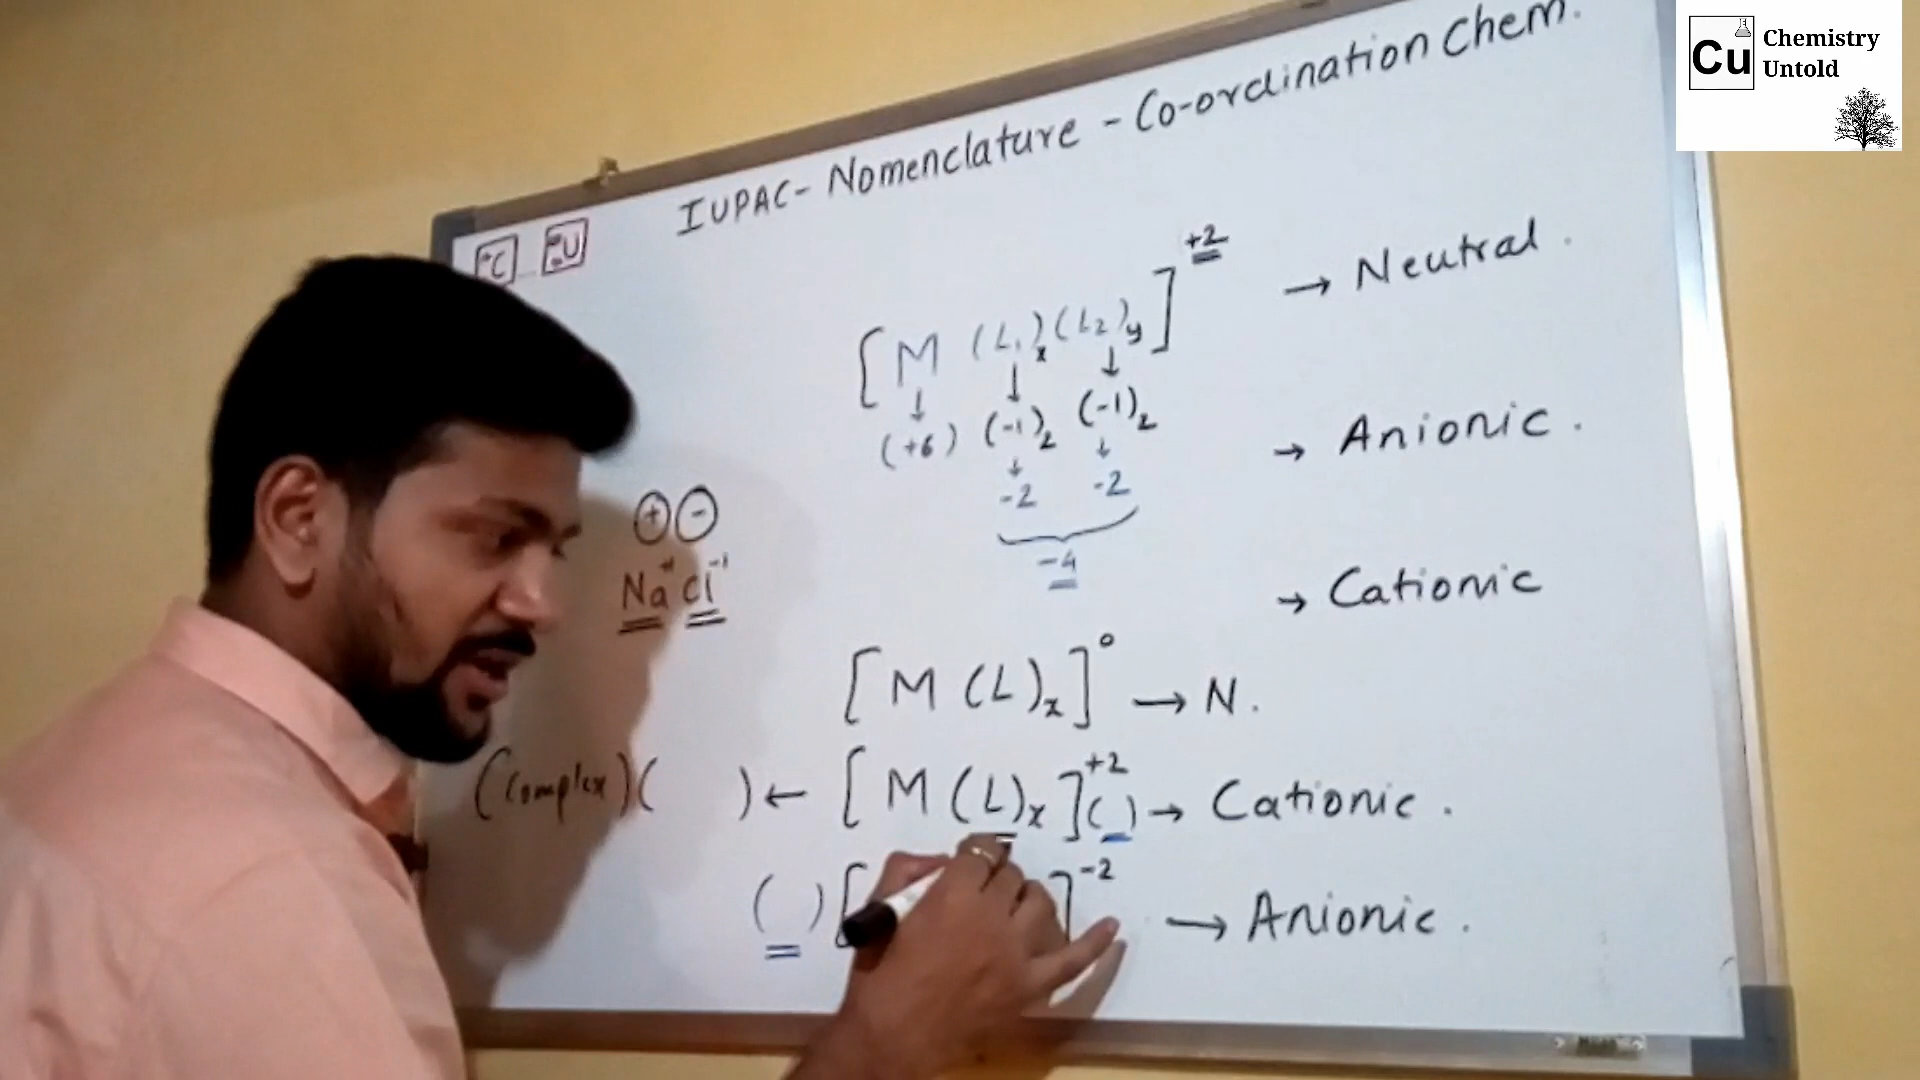 Cu Chemistry
Untold
IUPAC - Nomenclature - Co-ordination Chem.
+C CU
[M (L₁)ₓ (L₂)y]⁺² → Neutral.
↓ ↓ ↓
(+6) (-1)₂ (-1)₂ → Anionic.
↓ ↓
-2 -2
⊕ ⊖
-4
Na⁺¹ Cl⁻¹ → Cationic
[M (L)ₓ]⁰ → N.
(Complex)( ) ← [M (L)ₓ]⁺²( ) → Cationic.
( )[ ]⁻² → Anionic.